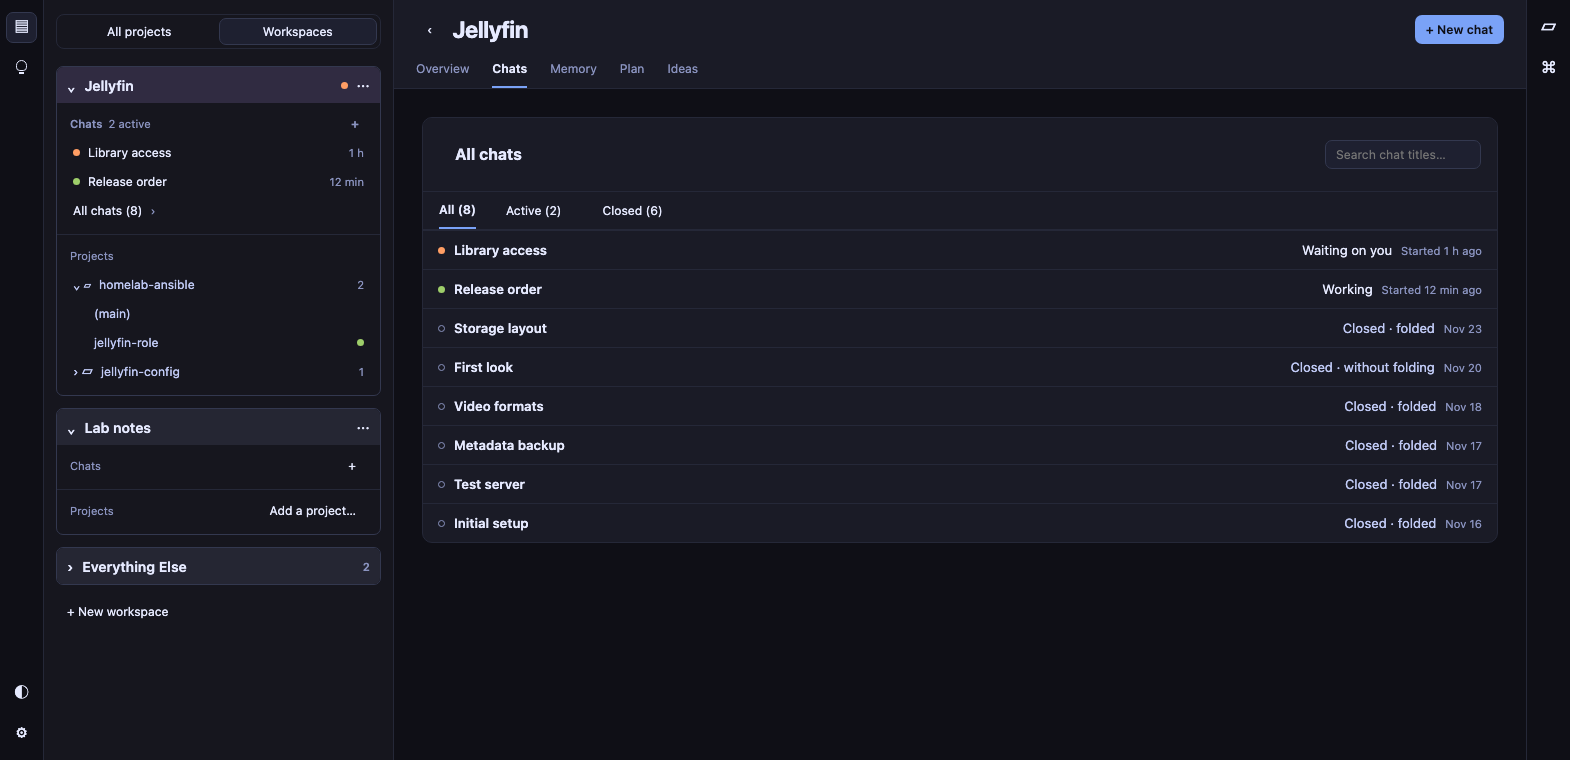 All projects
Workspaces
Jellyfin
Chats 2 active +
Library access 1 h
Release order 12 min
All chats (8) ›
Projects
homelab-ansible 2
(main)
jellyfin-role
jellyfin-config 1
Lab notes
Chats +
Projects Add a project...
Everything Else 2
+ New workspace
‹ Jellyfin
+ New chat
Overview Chats Memory Plan Ideas
All chats
Search chat titles...
All (8) Active (2) Closed (6)
Library access Waiting on you Started 1 h ago
Release order Working Started 12 min ago
Storage layout Closed · folded Nov 23
First look Closed · without folding Nov 20
Video formats Closed · folded Nov 18
Metadata backup Closed · folded Nov 17
Test server Closed · folded Nov 17
Initial setup Closed · folded Nov 16